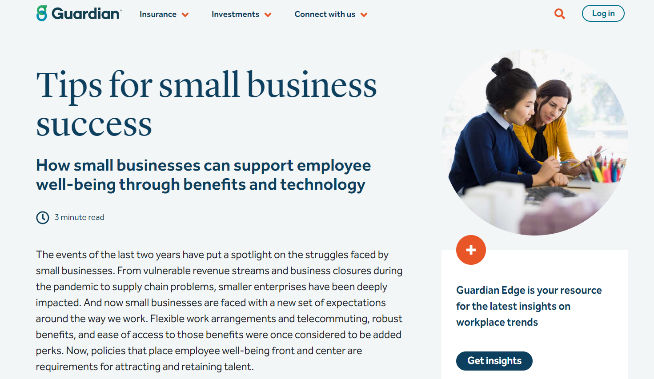 Guardian
Insurance
Investments
Connect with us
Log in
Tips for small business
success
How small businesses can support employee
well-being through benefits and technology
3 minute read
The events of the last two years have put a spotlight on the struggles faced by
small businesses. From vulnerable revenue streams and business closures during
the pandemic to supply chain problems, smaller enterprises have been deeply
impacted. And now small businesses are faced with a new set of expectations
around the way we work. Flexible work arrangements and telecommuting, robust
benefits, and ease of access to those benefits were once considered to be added
perks. Now, policies that place employee well-being front and center are
requirements for attracting and retaining talent.
Guardian Edge is your resource
for the latest insights on
workplace trends
Get insights